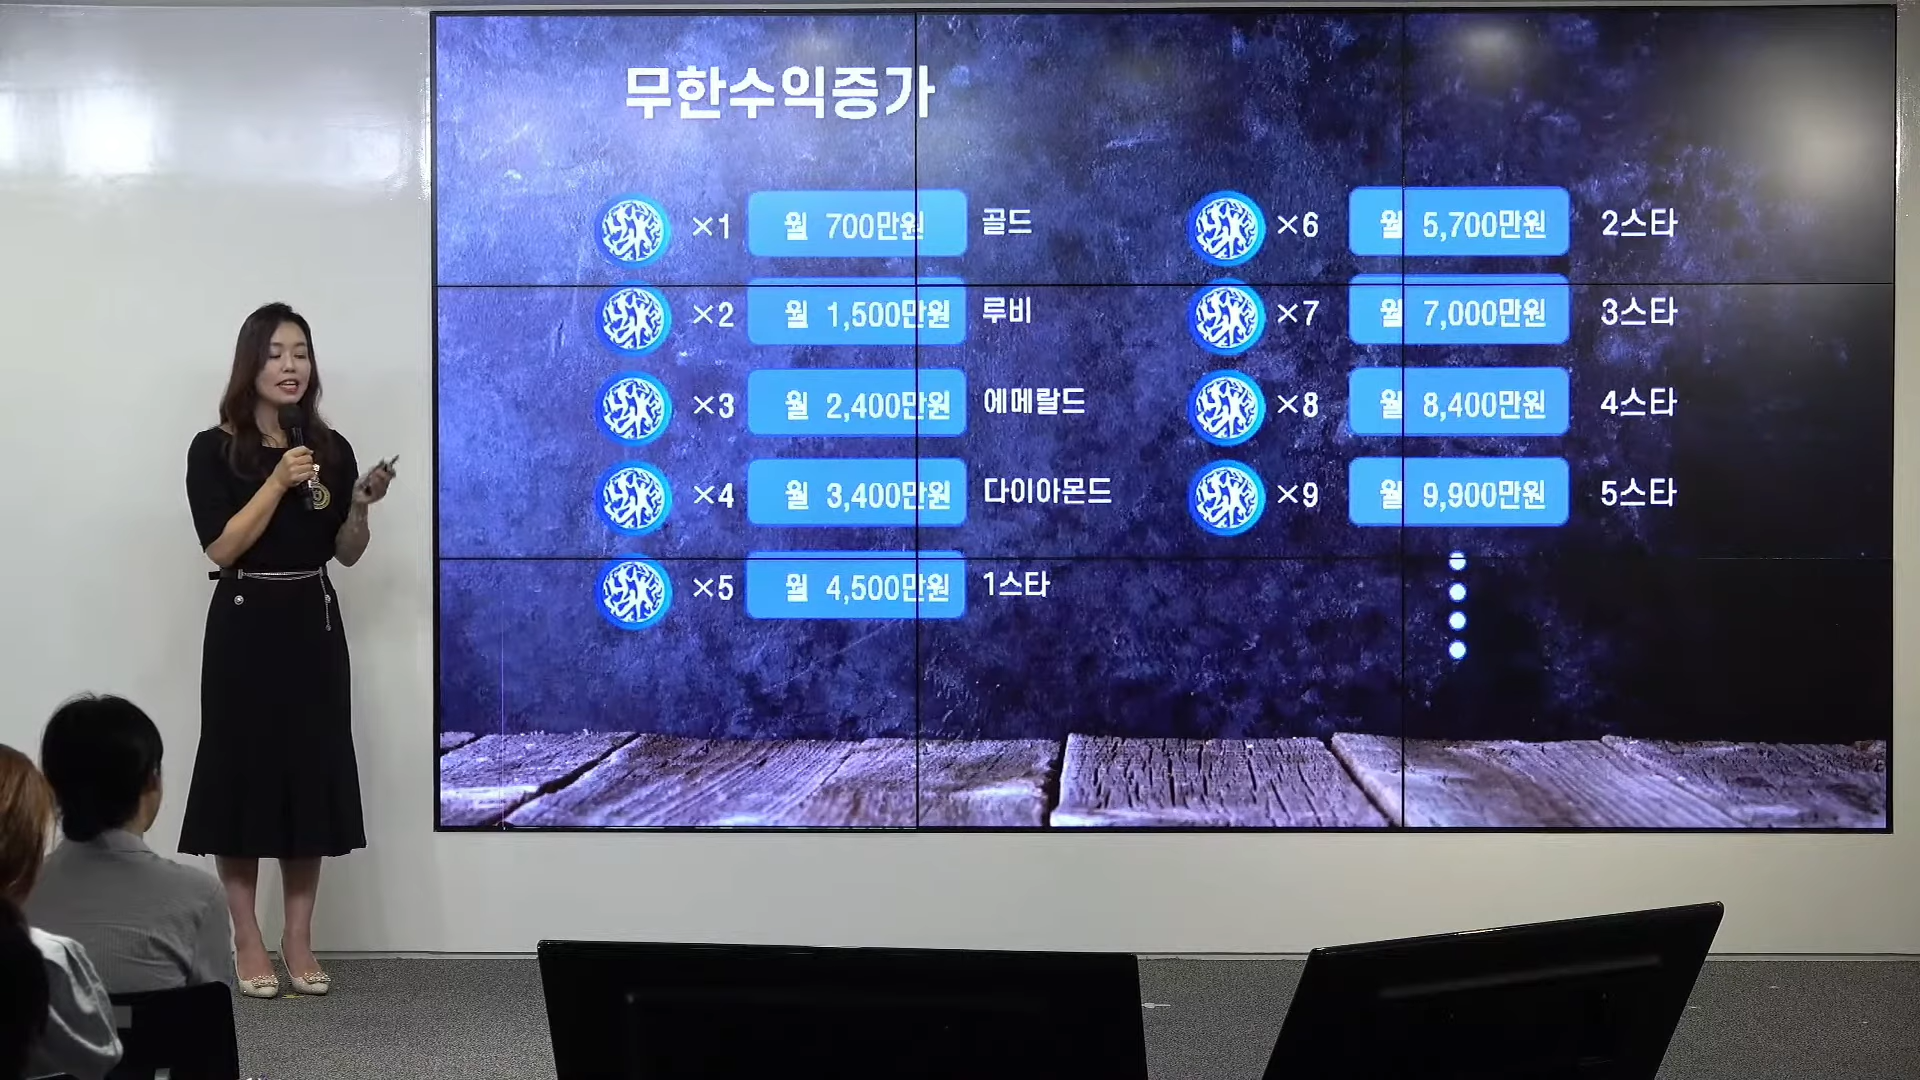 무한수익증가
×1 월 700만원 골드
×2 월 1,500만원 루비
×3 월 2,400만원 에메랄드
×4 월 3,400만원 다이아몬드
×5 월 4,500만원 1스타
×6 월 5,700만원 2스타
×7 월 7,000만원 3스타
×8 월 8,400만원 4스타
×9 월 9,900만원 5스타